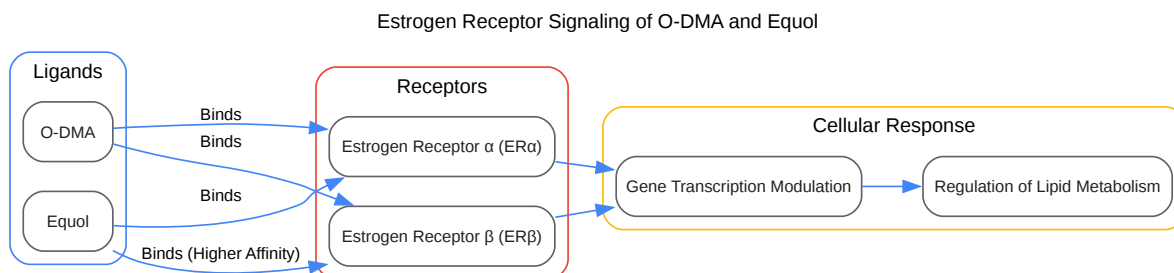 Estrogen Receptor Signaling of O-DMA and Equol
Ligands
O-DMA
Equol
Binds
Binds
Binds
Binds (Higher Affinity)
Receptors
Estrogen Receptor α (ERα)
Estrogen Receptor β (ERβ)
Cellular Response
Gene Transcription Modulation
Regulation of Lipid Metabolism